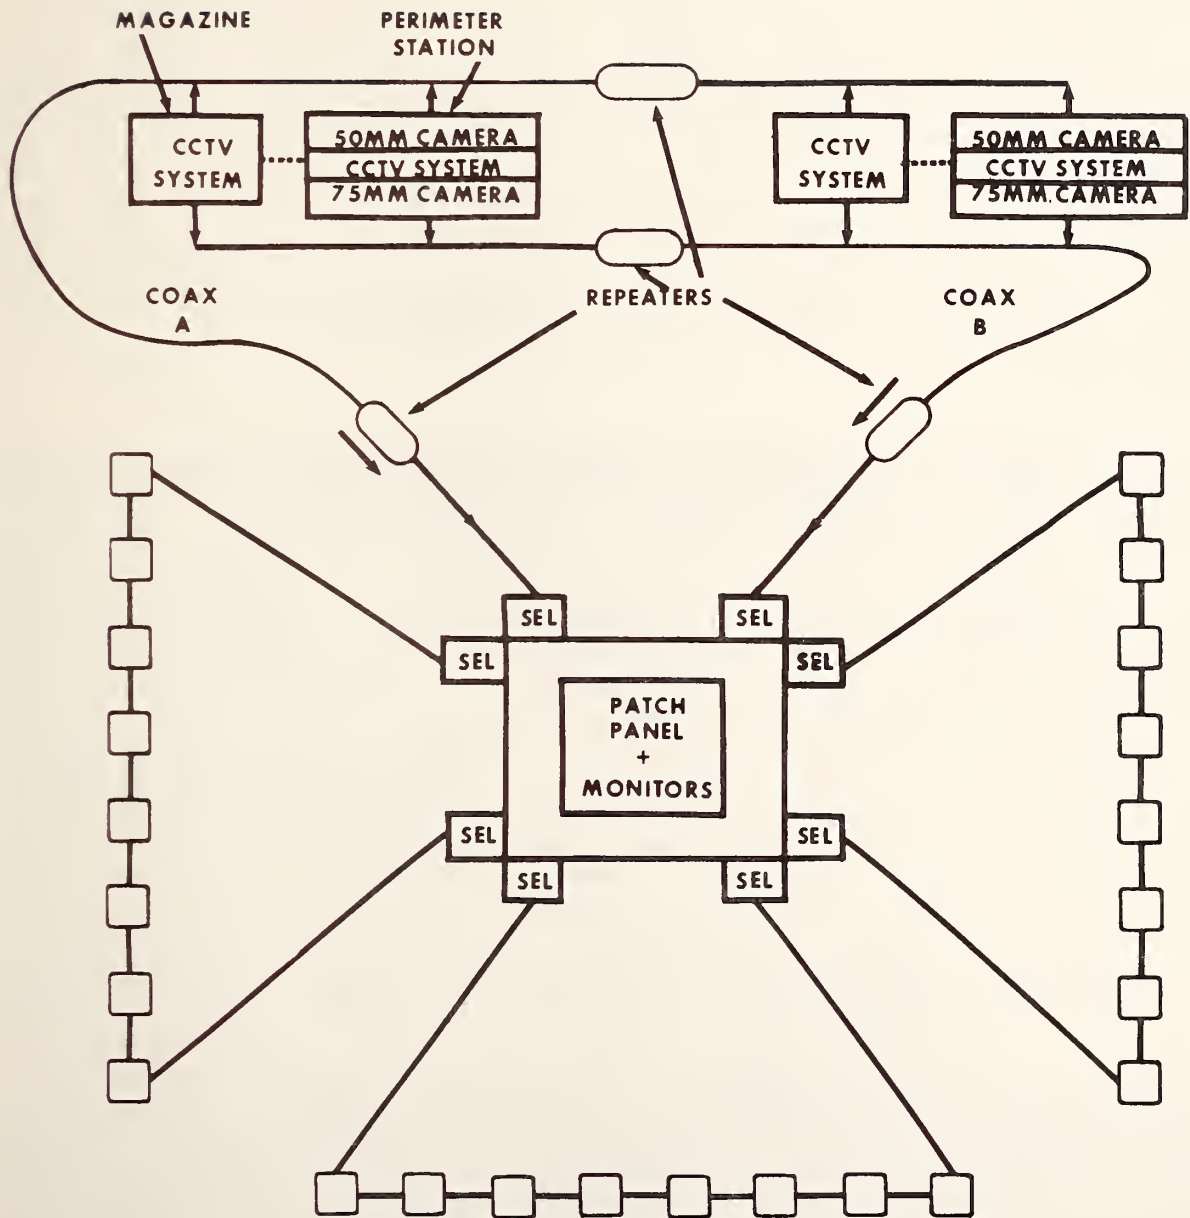 MAGAZINE
PERIMETER
STATION
CCTV
SYSTEM
50MM CAMERA
CCTV SYSTEM
75MM CAMERA
CCTV
SYSTEM
50MM CAMERA
CCTV SYSTEM
75MM. CAMERA
COAX
A
REPEATERS
COAX
B
SEL
SEL
SEL
SEL
PATCH
PANEL
+
MONITORS
SEL
SEL
SEL
SEL